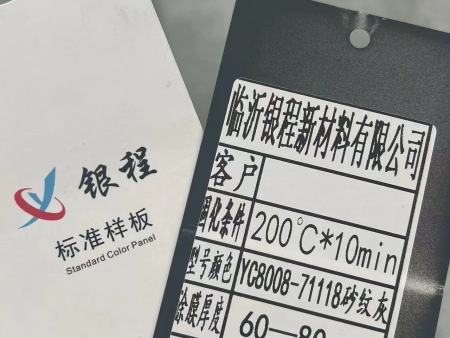 银程
标准样板
Standard Color Panel
临沂银程新材料有限公司
客户
固化条件 200℃*10min
型号颜色 YC8008-71118砂纹灰
涂膜厚度 60—80